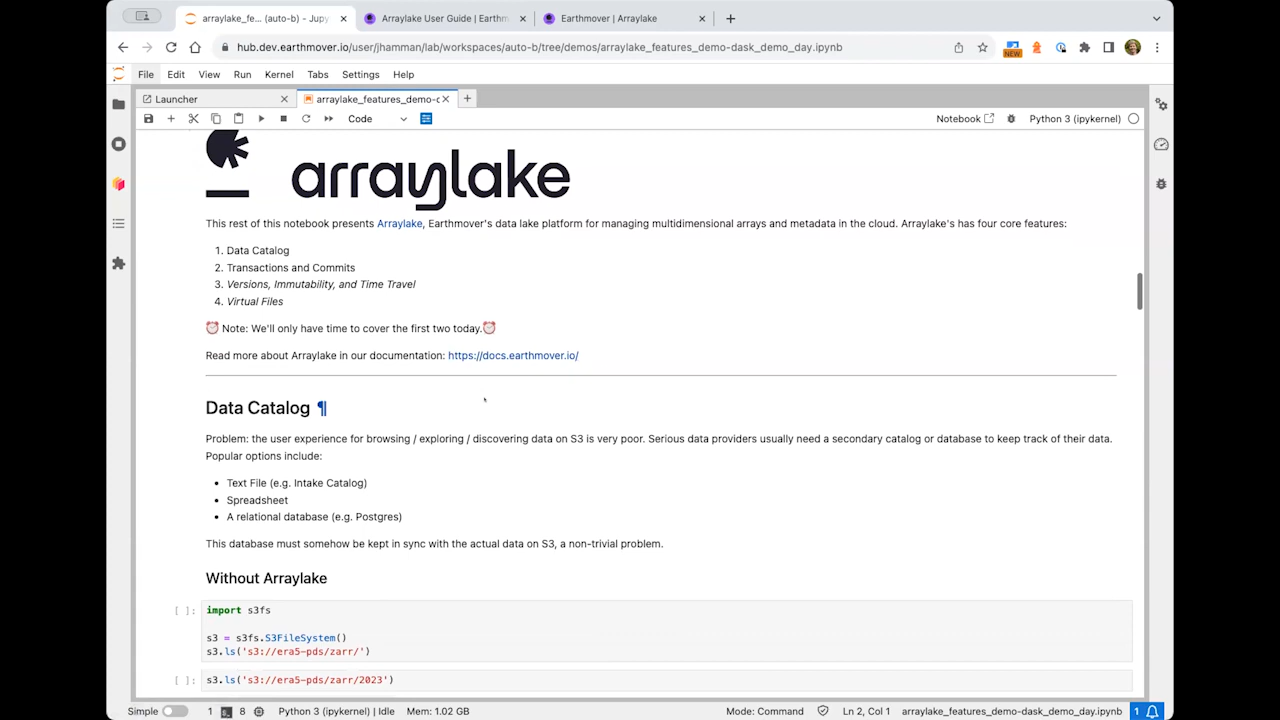 arraylake_fe... (auto-b) - Jupy
Arraylake User Guide | Earthm
Earthmover | Arraylake
hub.dev.earthmover.io/user/jhamman/lab/workspaces/auto-b/tree/demos/arraylake_features_demo-dask_demo_day.ipynb
NEW
File Edit View Run Kernel Tabs Settings Help
Launcher
arraylake_features_demo-c
Code
Notebook
Python 3 (ipykernel)
arraylake
This rest of this notebook presents Arraylake, Earthmover's data lake platform for managing multidimensional arrays and metadata in the cloud. Arraylake's has four core features:
1. Data Catalog
2. Transactions and Commits
3. Versions, Immutability, and Time Travel
4. Virtual Files
⏰ Note: We'll only have time to cover the first two today.⏰
Read more about Arraylake in our documentation: https://docs.earthmover.io/
Data Catalog ¶
Problem: the user experience for browsing / exploring / discovering data on S3 is very poor. Serious data providers usually need a secondary catalog or database to keep track of their data.
Popular options include:
• Text File (e.g. Intake Catalog)
• Spreadsheet
• A relational database (e.g. Postgres)
This database must somehow be kept in sync with the actual data on S3, a non-trivial problem.
Without Arraylake
[ ]: import s3fs
s3 = s3fs.S3FileSystem()
s3.ls('s3://era5-pds/zarr/')
[ ]: s3.ls('s3://era5-pds/zarr/2023')
Simple 1 8 Python 3 (ipykernel) | Idle Mem: 1.02 GB Mode: Command Ln 2, Col 1 arraylake_features_demo-dask_demo_day.ipynb 1